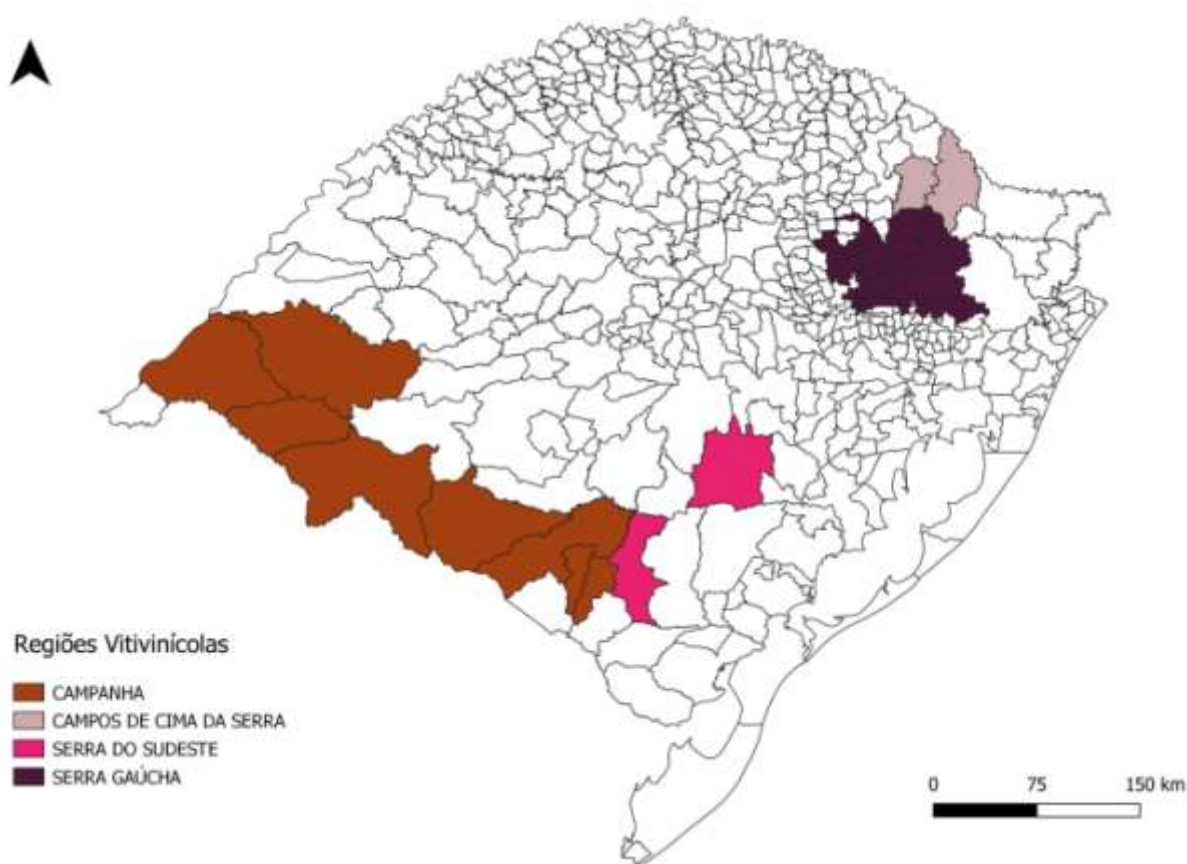 Regiões Vitivinícolas
CAMPANHA
CAMPOS DE CIMA DA SERRA
SERRA DO SUDESTE
SERRA GAÚCHA
0 75 150 km